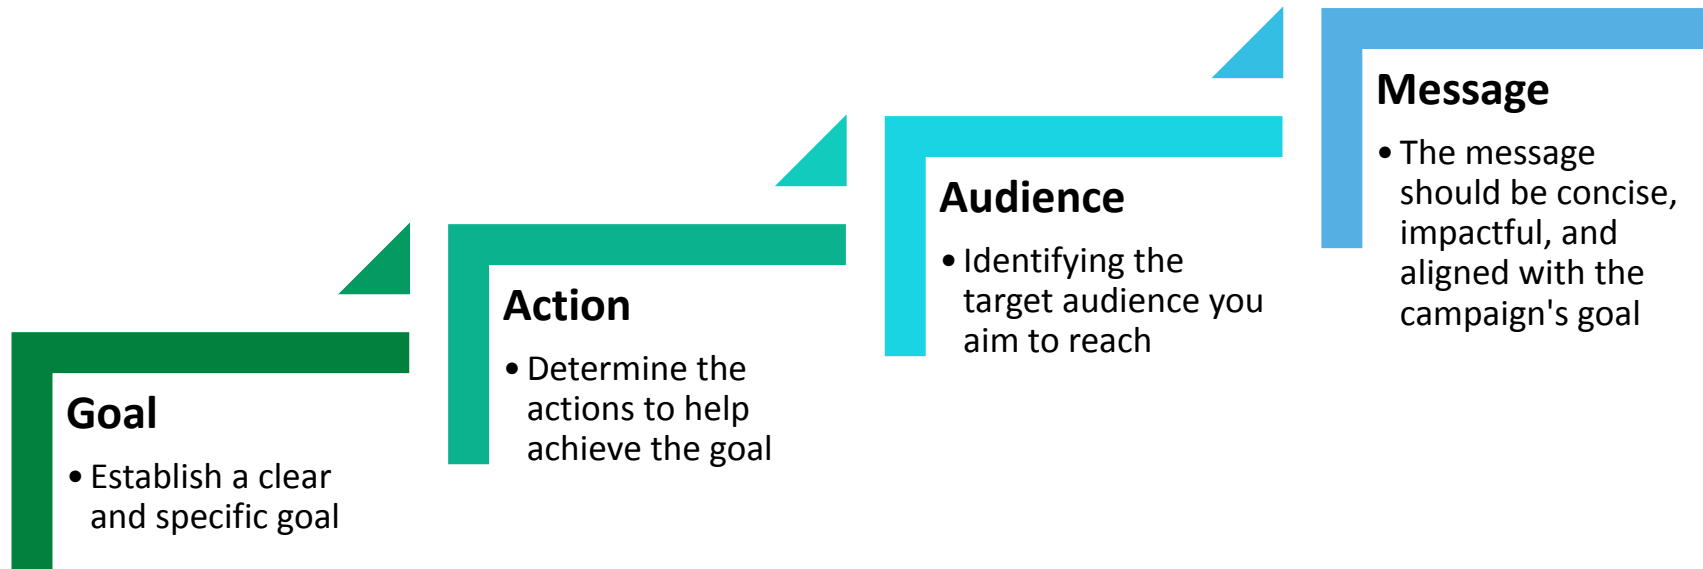 Goal
• Establish a clear
and specific goal
Action
• Determine the
actions to help
achieve the goal
Audience
• Identifying the
target audience you
aim to reach
Message
• The message
should be concise,
impactful, and
aligned with the
campaign's goal